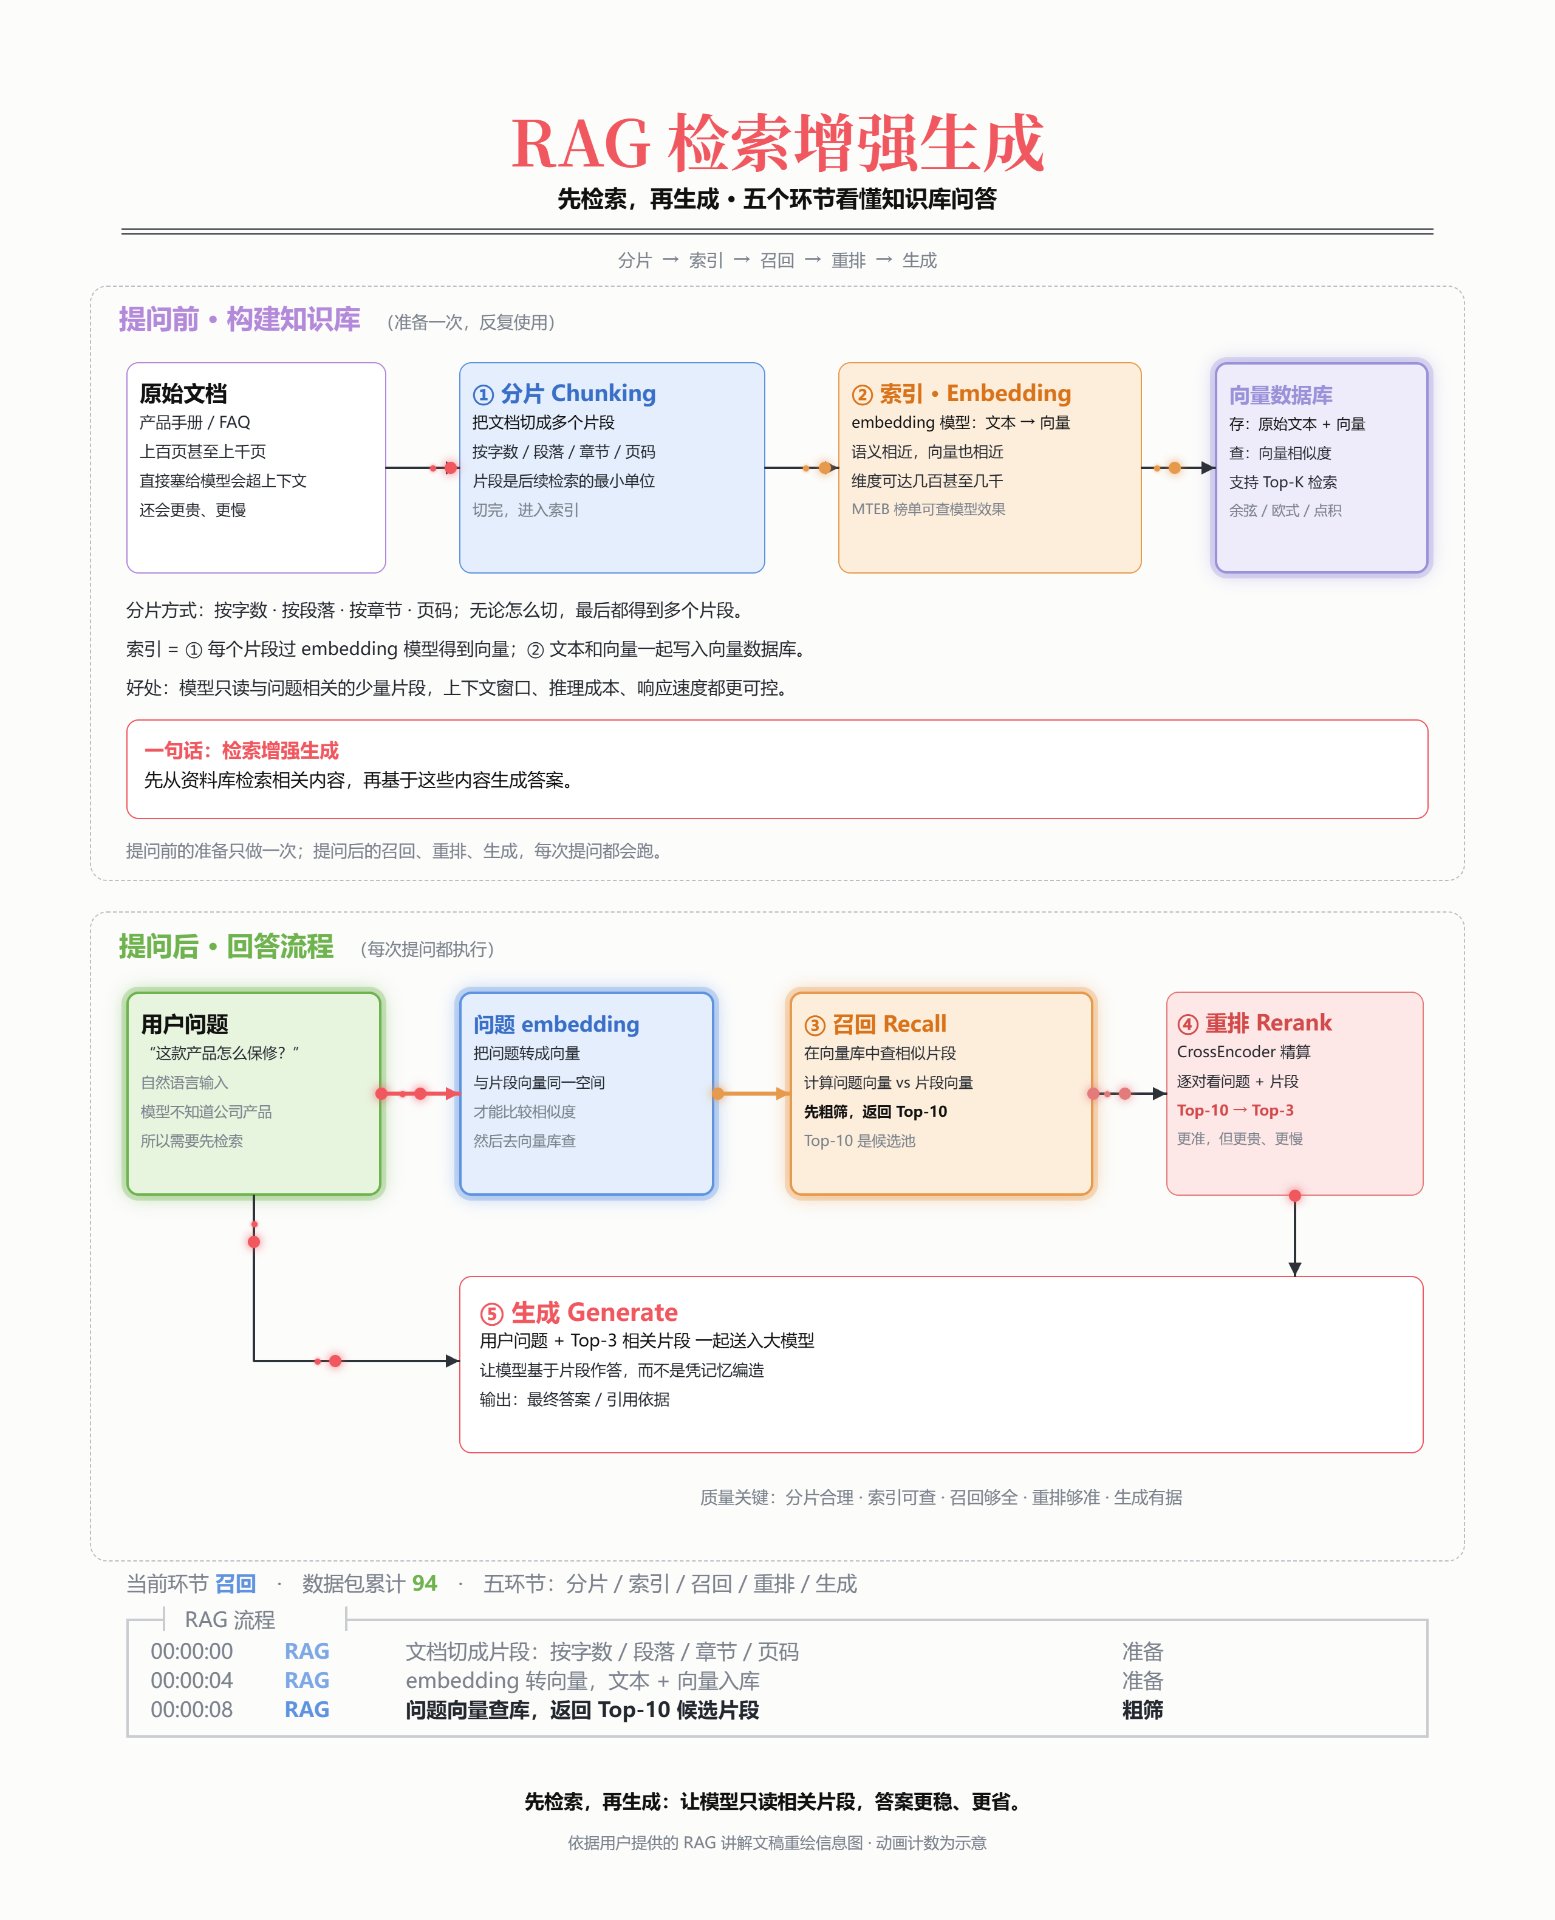 RAG 检索增强生成
先检索，再生成 • 五个环节看懂知识库问答
分片 → 索引 → 召回 → 重排 → 生成
提问前 • 构建知识库 （准备一次，反复使用）
原始文档
产品手册 / FAQ
上百页甚至上千页
直接塞给模型会超上下文
还会更贵、更慢
① 分片 Chunking
把文档切成多个片段
按字数 / 段落 / 章节 / 页码
片段是后续检索的最小单位
切完，进入索引
② 索引 • Embedding
embedding 模型：文本 → 向量
语义相近，向量也相近
维度可达几百甚至几千
MTEB 榜单可查模型效果
向量数据库
存：原始文本 + 向量
查：向量相似度
支持 Top-K 检索
余弦 / 欧式 / 点积
分片方式：按字数 · 按段落 · 按章节 · 页码；无论怎么切，最后都得到多个片段。
索引 = ① 每个片段过 embedding 模型得到向量；② 文本和向量一起写入向量数据库。
好处：模型只读与问题相关的少量片段，上下文窗口、推理成本、响应速度都更可控。
一句话：检索增强生成
先从资料库检索相关内容，再基于这些内容生成答案。
提问前的准备只做一次；提问后的召回、重排、生成，每次提问都会跑。
提问后 • 回答流程 （每次提问都执行）
用户问题
“这款产品怎么保修？”
自然语言输入
模型不知道公司产品
所以需要先检索
问题 embedding
把问题转成向量
与片段向量同一空间
才能比较相似度
然后去向量库查
③ 召回 Recall
在向量库中查相似片段
计算问题向量 vs 片段向量
先粗筛，返回 Top-10
Top-10 是候选池
④ 重排 Rerank
CrossEncoder 精算
逐对看问题 + 片段
Top-10 → Top-3
更准，但更贵、更慢
⑤ 生成 Generate
用户问题 + Top-3 相关片段 一起送入大模型
让模型基于片段作答，而不是凭记忆编造
输出：最终答案 / 引用依据
质量关键：分片合理 · 索引可查 · 召回够全 · 重排够准 · 生成有据
当前环节 召回 · 数据包累计 94 · 五环节：分片 / 索引 / 召回 / 重排 / 生成
RAG 流程
00:00:00 RAG 文档切成片段：按字数 / 段落 / 章节 / 页码 准备
00:00:04 RAG embedding 转向量，文本 + 向量入库 准备
00:00:08 RAG 问题向量查库，返回 Top-10 候选片段 粗筛
先检索，再生成：让模型只读相关片段，答案更稳、更省。
依据用户提供的 RAG 讲解文稿重绘信息图 · 动画计数为示意